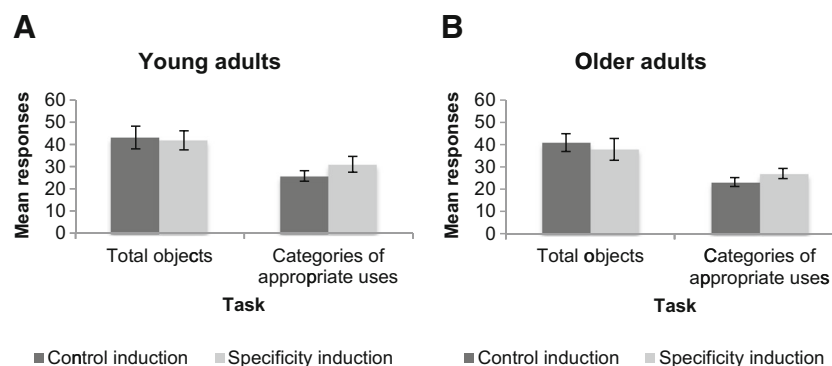 A
Young adults
Mean responses
60
50
40
30
20
10
0
Total objects
Categories of
appropriate uses
Task
Control induction
Specificity induction
B
Older adults
Mean responses
60
50
40
30
20
10
0
Total objects
Categories of
appropriate uses
Task
Control induction
Specificity induction